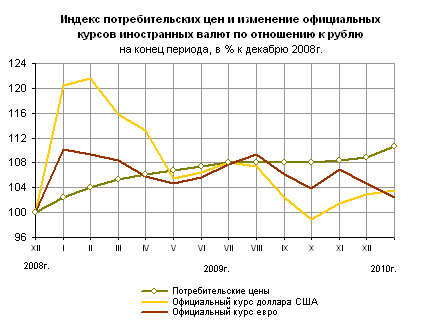 Индекс потребительских цен и изменение официальных
курсов иностранных валют по отношению к рублю
на конец периода, в % к декабрю 2008г.
124
120
116
112
108
104
100
96
XII I II III IV V VI VII VIII IX X XI XII
2008г. 2009г. 2010г.
Потребительские цены
Официальный курс доллара США
Официальный курс евро